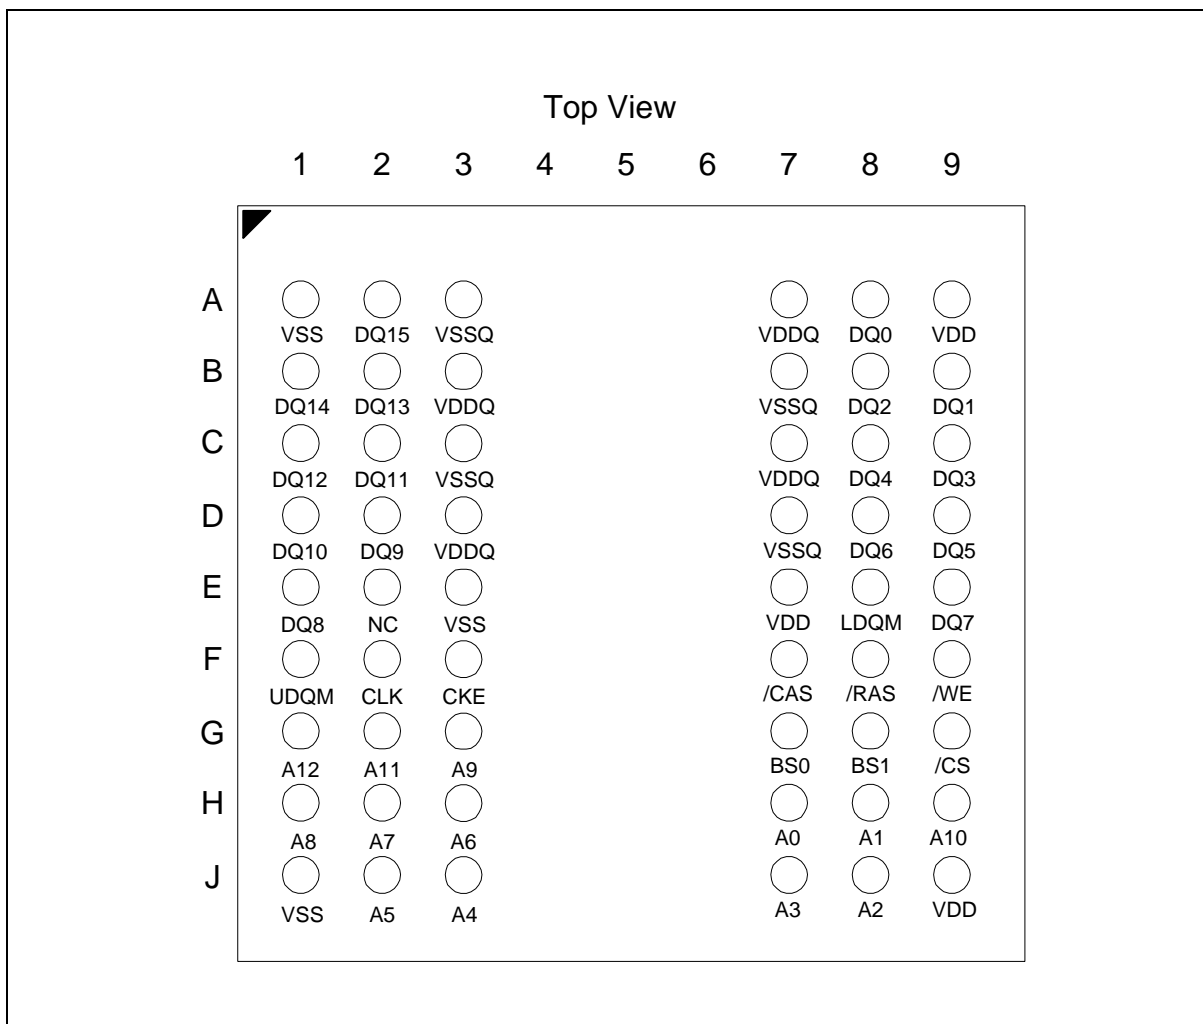 Top View
1 2 3 4 5 6 7 8 9
A
VSS DQ15 VSSQ VDDQ DQ0 VDD
B
DQ14 DQ13 VDDQ VSSQ DQ2 DQ1
C
DQ12 DQ11 VSSQ VDDQ DQ4 DQ3
D
DQ10 DQ9 VDDQ VSSQ DQ6 DQ5
E
DQ8 NC VSS VDD LDQM DQ7
F
UDQM CLK CKE /CAS /RAS /WE
G
A12 A11 A9 BS0 BS1 /CS
H
A8 A7 A6 A0 A1 A10
J
VSS A5 A4 A3 A2 VDD